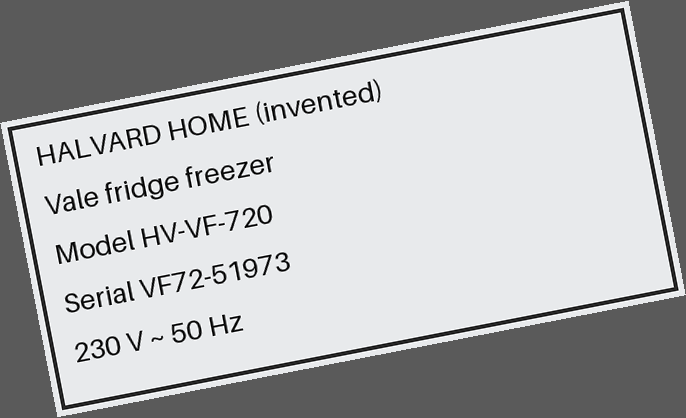 HALVARD HOME (invented)
Vale fridge freezer
Model HV-VF-720
Serial VF72-51973
230 V ~ 50 Hz